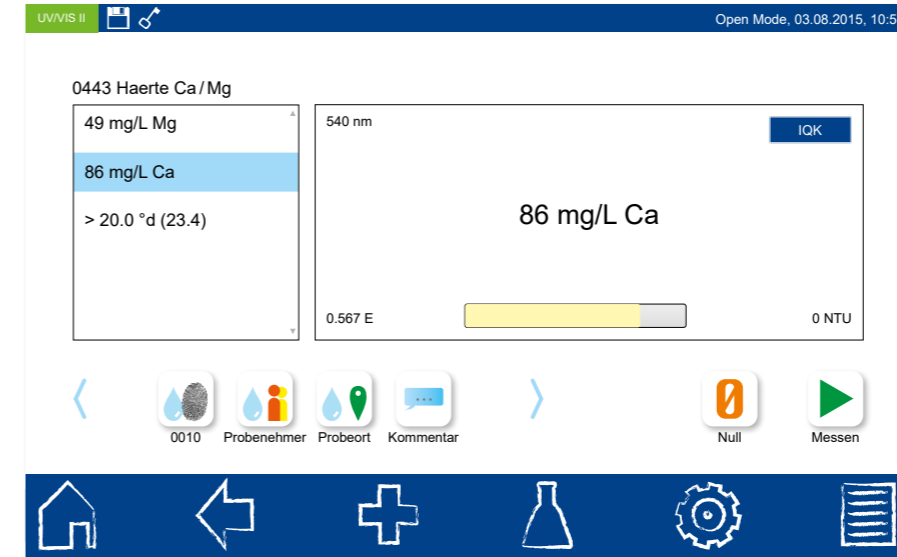 UV/VIS II
Open Mode, 03.08.2015, 10:5
0443 Haerte Ca/Mg
49 mg/L Mg
86 mg/L Ca
> 20.0 °d (23.4)
540 nm
IQK
86 mg/L Ca
0.567 E
0 NTU
0010
Probenehmer
Probeort
Kommentar
Null
Messen